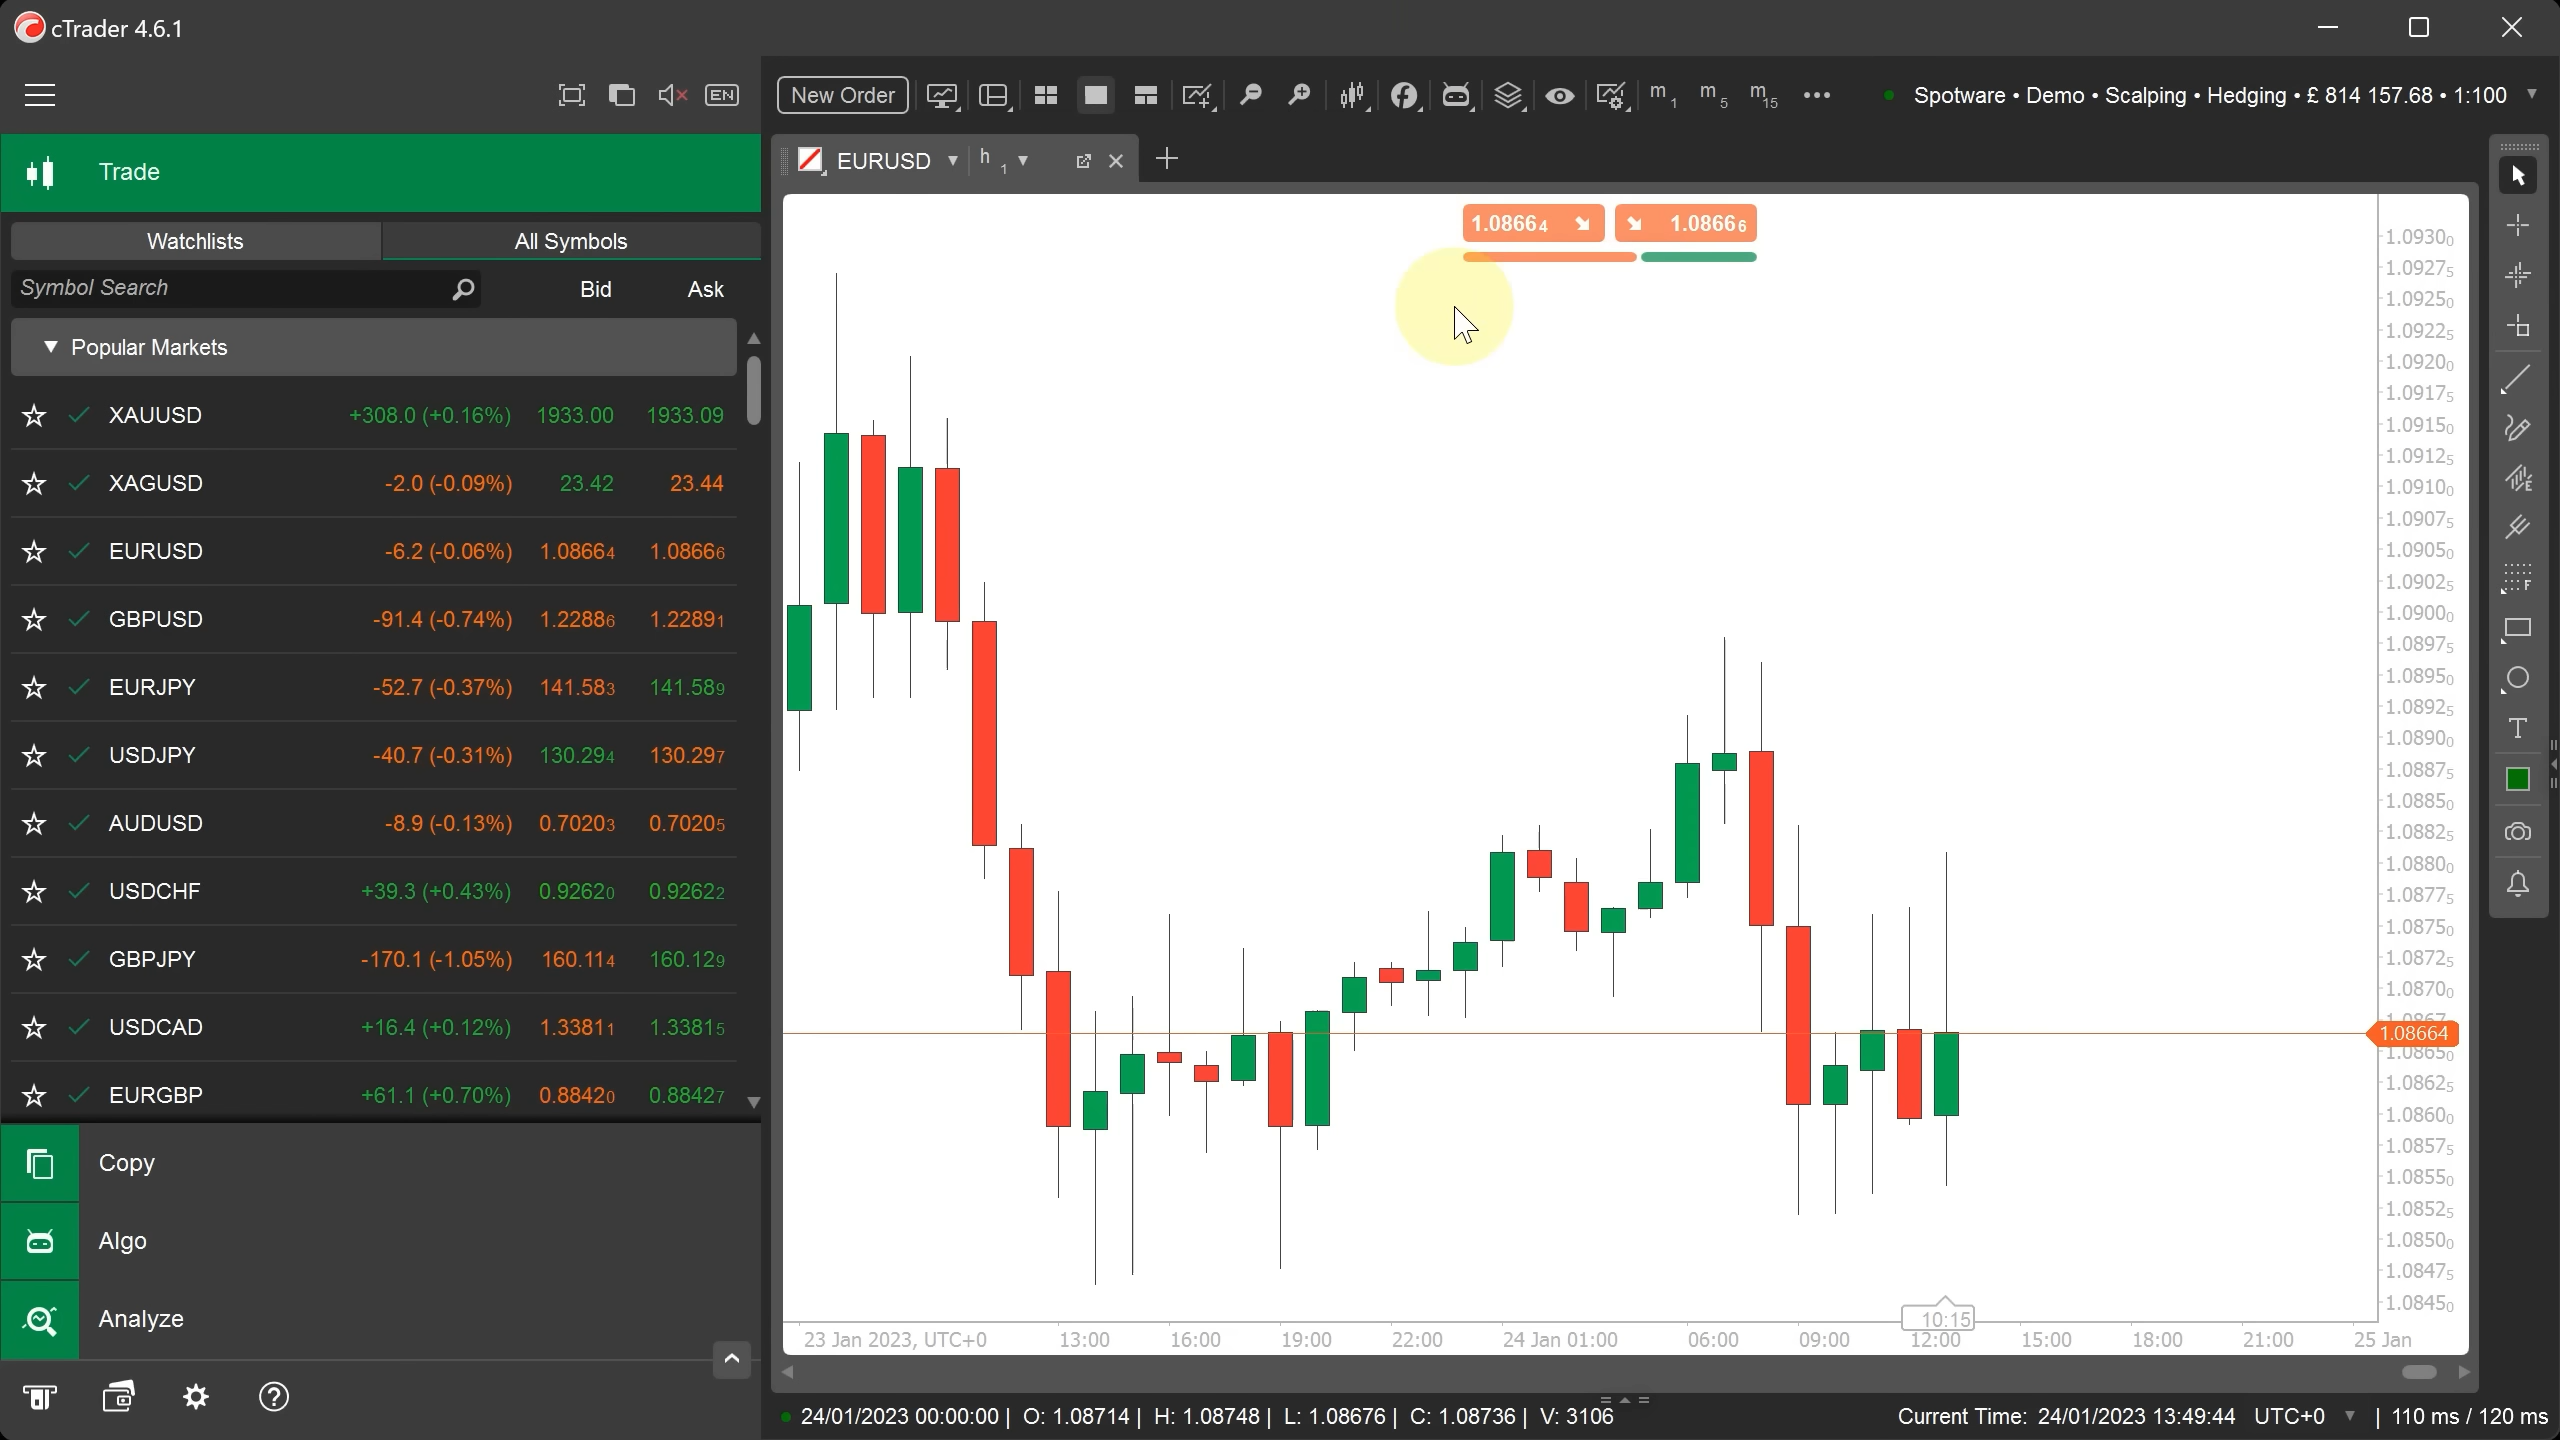 cTrader 4.6.1
EN
New Order
m1 m5 m15
Spotware • Demo • Scalping • Hedging • £ 814 157.68 • 1:100
Trade
EURUSD h1
Watchlists All Symbols
Symbol Search Bid Ask
Popular Markets
XAUUSD +308.0 (+0.16%) 1933.00 1933.09
XAGUSD -2.0 (-0.09%) 23.42 23.44
EURUSD -6.2 (-0.06%) 1.08664 1.08666
GBPUSD -91.4 (-0.74%) 1.22886 1.22891
EURJPY -52.7 (-0.37%) 141.583 141.589
USDJPY -40.7 (-0.31%) 130.294 130.297
AUDUSD -8.9 (-0.13%) 0.70203 0.70205
USDCHF +39.3 (+0.43%) 0.92620 0.92622
GBPJPY -170.1 (-1.05%) 160.114 160.129
USDCAD +16.4 (+0.12%) 1.33811 1.33815
EURGBP +61.1 (+0.70%) 0.88420 0.88427
Copy
Algo
Analyze
1.08664 1.08666
1.09300
1.09275
1.09250
1.09225
1.09200
1.09175
1.09150
1.09125
1.09100
1.09075
1.09050
1.09025
1.09000
1.08975
1.08950
1.08925
1.08900
1.08875
1.08850
1.08825
1.08800
1.08775
1.08750
1.08725
1.08700
1.08664
1.08650
1.08625
1.08600
1.08575
1.08550
1.08525
1.08500
1.08475
1.08450
E
F
T
10:15
23 Jan 2023, UTC+0 13:00 16:00 19:00 22:00 24 Jan 01:00 06:00 09:00 12:00 15:00 18:00 21:00 25 Jan
24/01/2023 00:00:00 | O: 1.08714 | H: 1.08748 | L: 1.08676 | C: 1.08736 | V: 3106
Current Time: 24/01/2023 13:49:44 UTC+0 | 110 ms / 120 ms